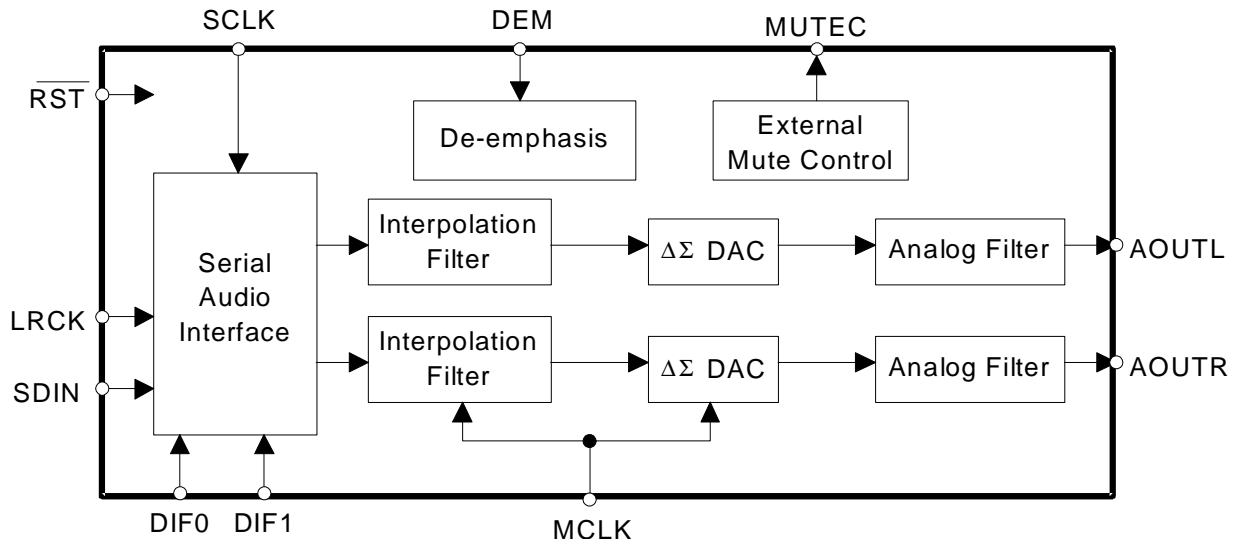 SCLK
DEM
MUTEC
RST
De-emphasis
External
Mute Control
Serial
Audio
Interface
Interpolation
Filter
ΔΣ DAC
Analog Filter
AOUTL
LRCK
Interpolation
Filter
ΔΣ DAC
Analog Filter
AOUTR
SDIN
DIF0
DIF1
MCLK